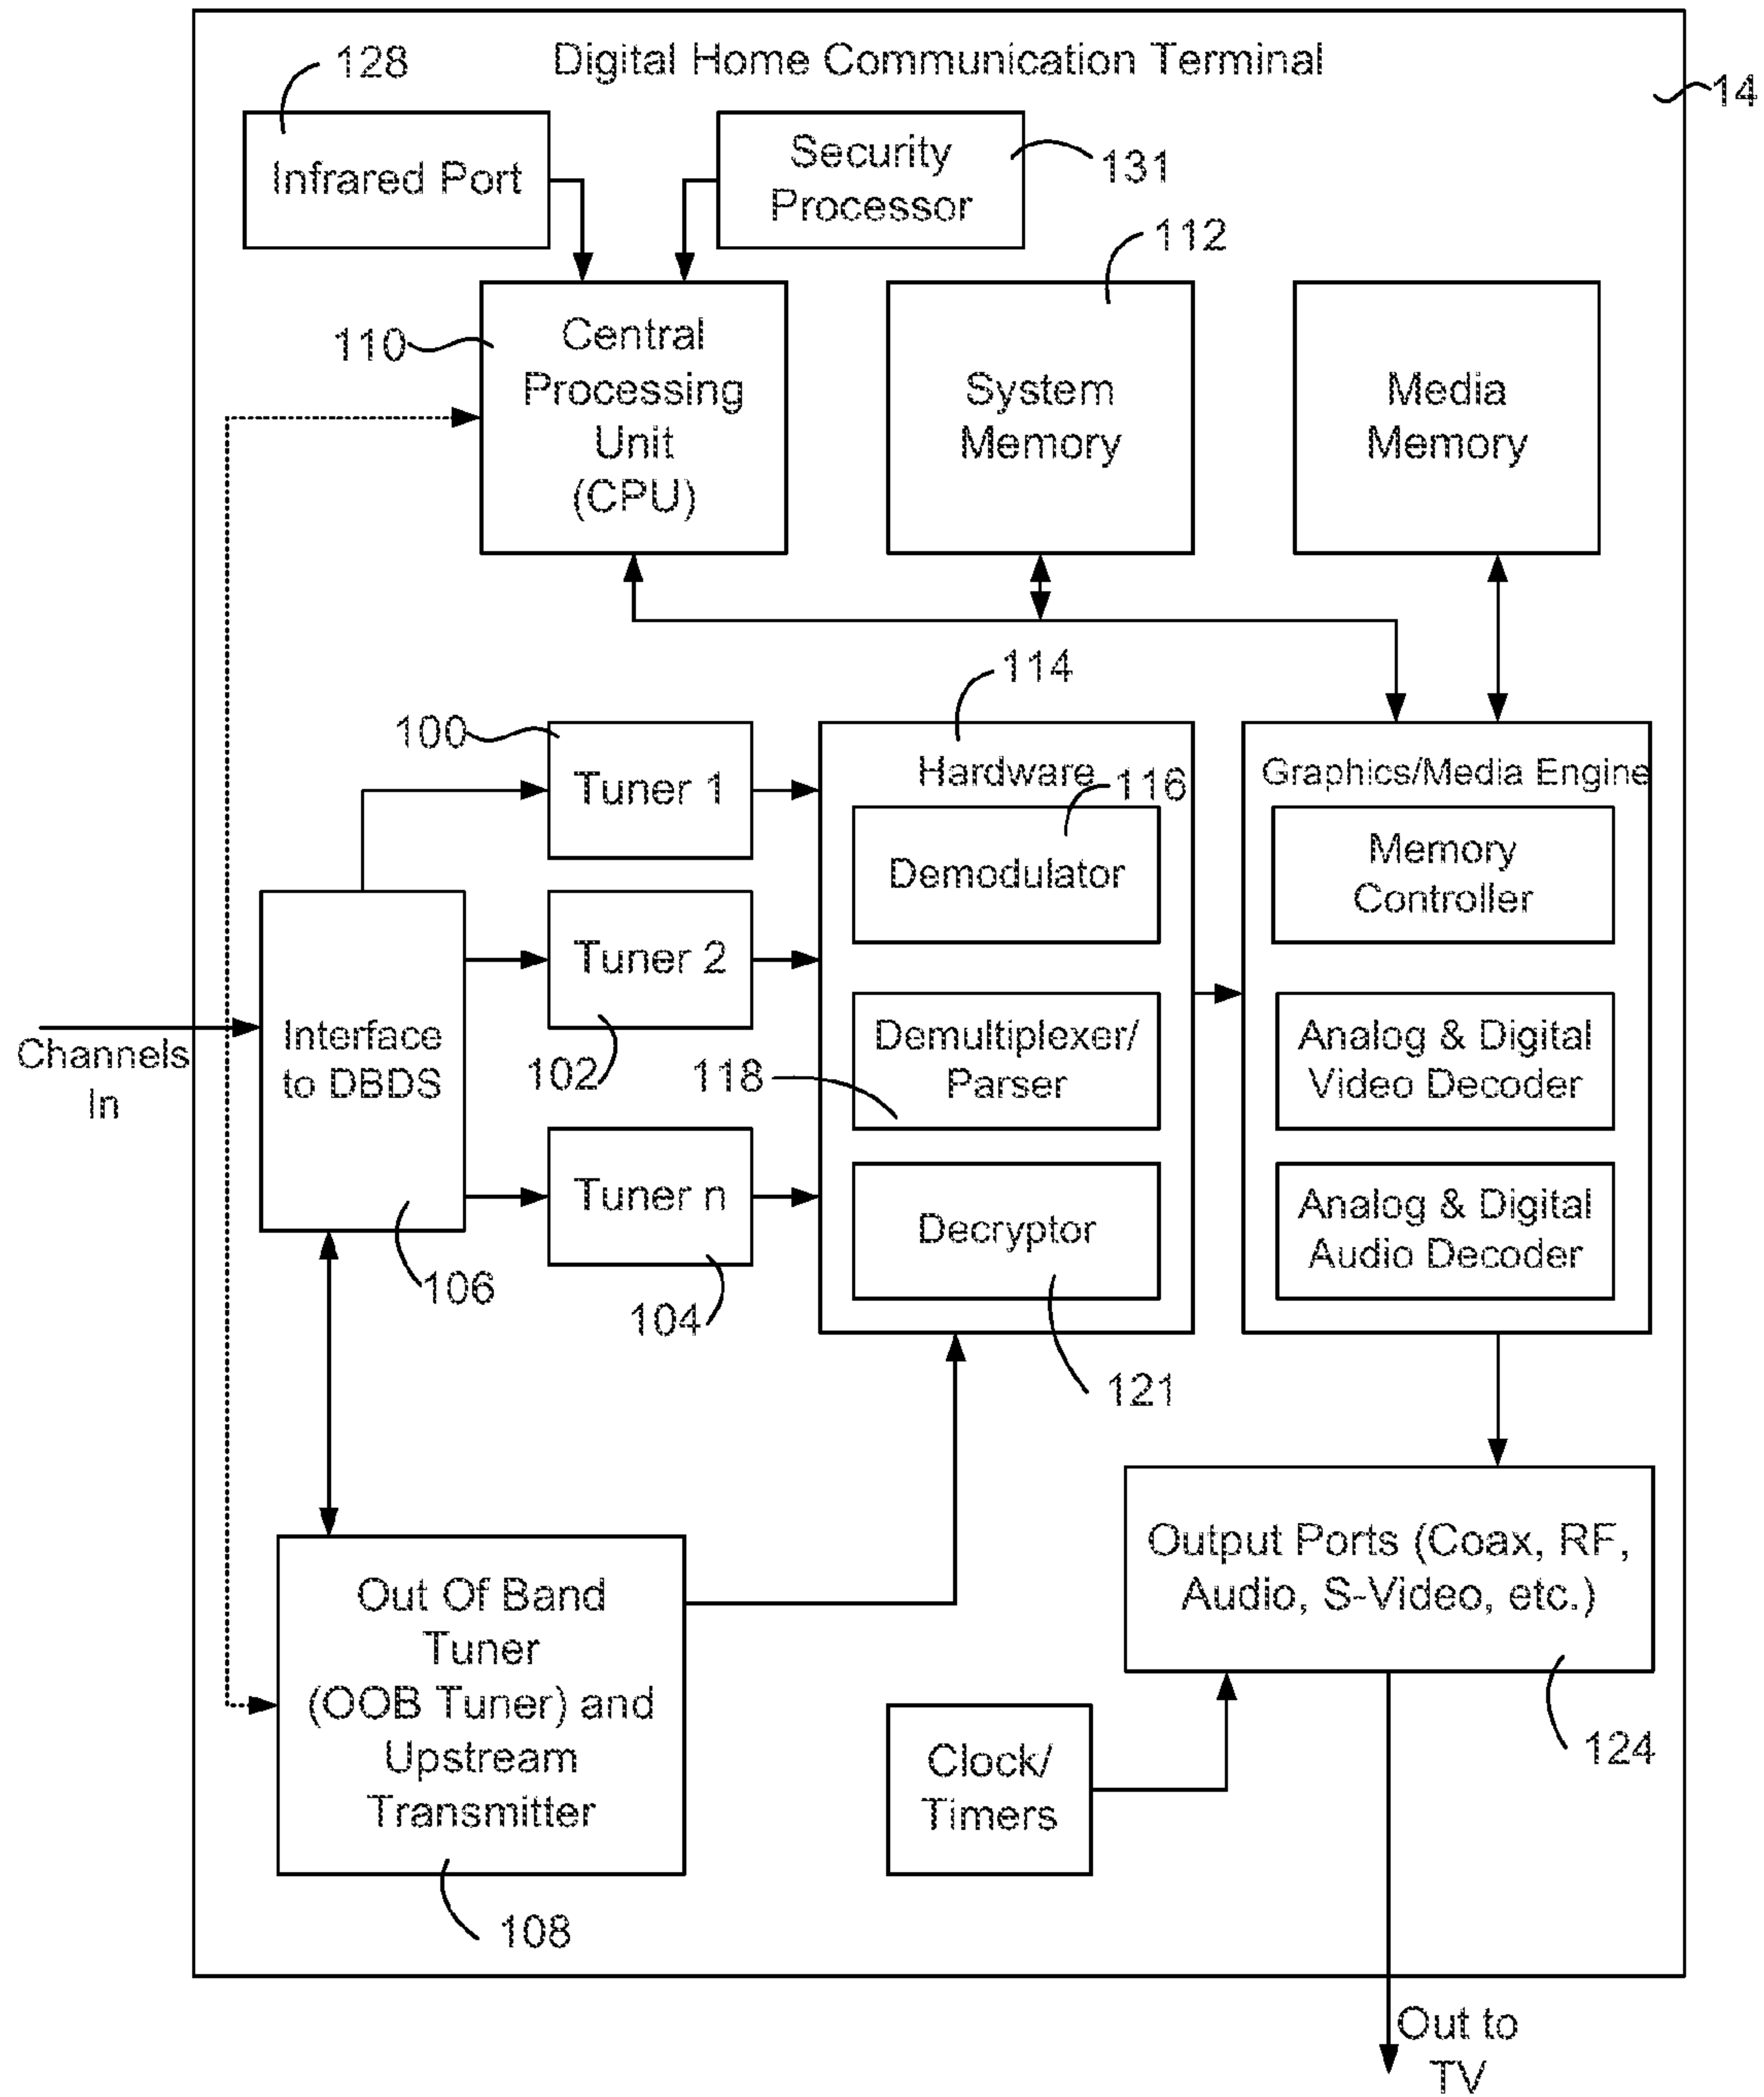 Digital Home Communication Terminal
14
128
Infrared Port
Security
Processor
131
112
110
Central
Processing
Unit
(CPU)
System
Memory
Media
Memory
114
100
Tuner 1
Hardware
116
Demodulator
Graphics/Media Engine
Memory
Controller
Tuner 2
102
Channels
In
Interface
to DBDS
118
Demultiplexer/
Parser
Analog & Digital
Video Decoder
Tuner n
104
106
Decryptor
121
Analog & Digital
Audio Decoder
Out Of Band
Tuner
(OOB Tuner) and
Upstream
Transmitter
108
Output Ports (Coax, RF,
Audio, S-Video, etc.)
124
Clock/
Timers
Out to
TV